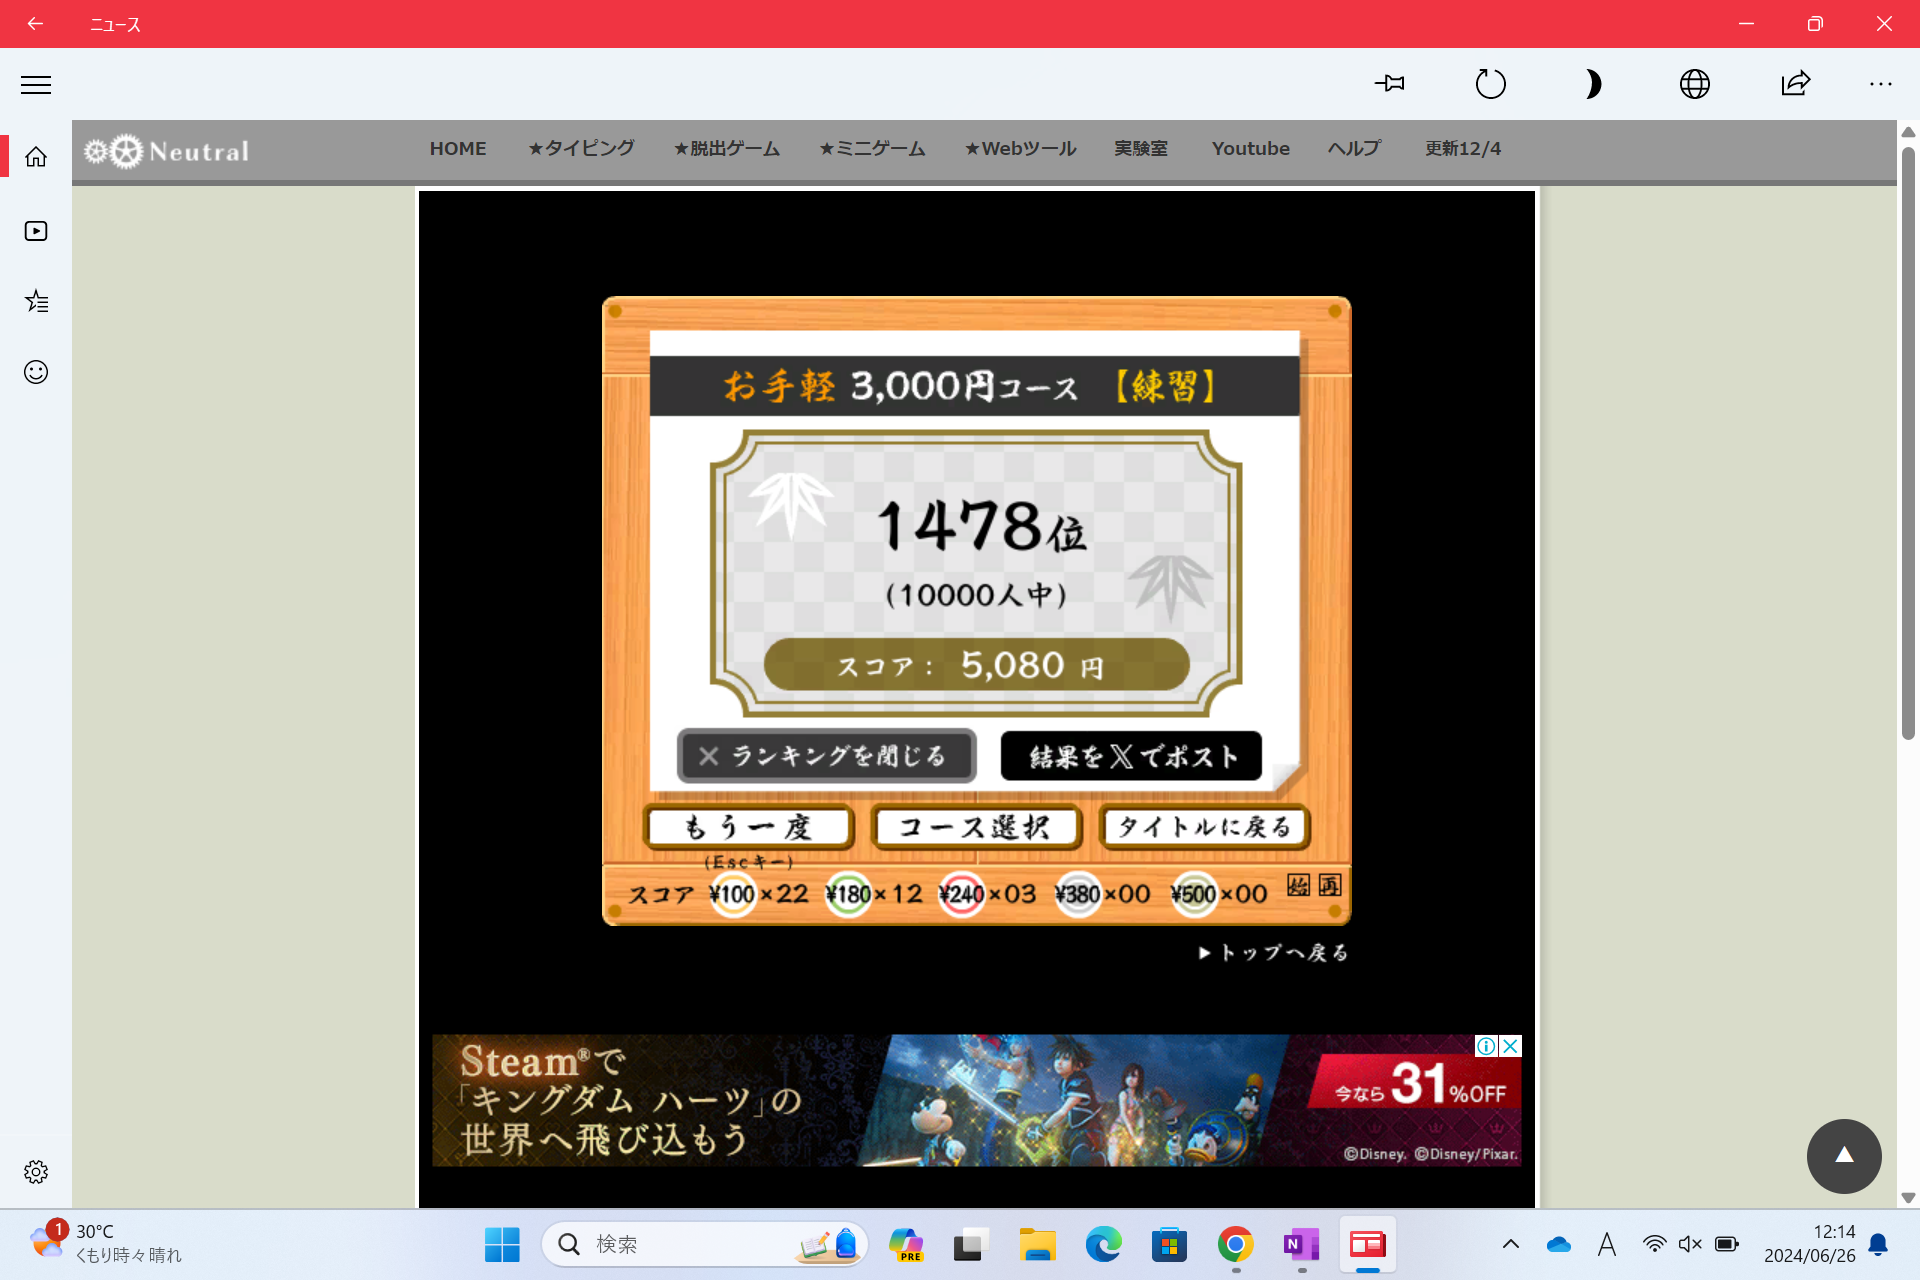 ニュース
Neutral
HOME ★タイピング ★脱出ゲーム ★ミニゲーム ★Webツール 実験室 Youtube ヘルプ 更新12/4
お手軽 3,000円コース 【練習】
1478位
(10000人中)
スコア： 5,080 円
× ランキングを閉じる 結果を𝕏でポスト
もう一度 コース選択 タイトルに戻る
(Escキー)
スコア ¥100×22 ¥180×12 ¥240×03 ¥380×00 ¥500×00 始 再
▶トップへ戻る
Steam®で
「キングダム ハーツ」の
世界へ飛び込もう
今なら31%OFF
©Disney. ©Disney/Pixar.
1 30°C
くもり時々晴れ
検索
PRE
N
A
12:14
2024/06/26